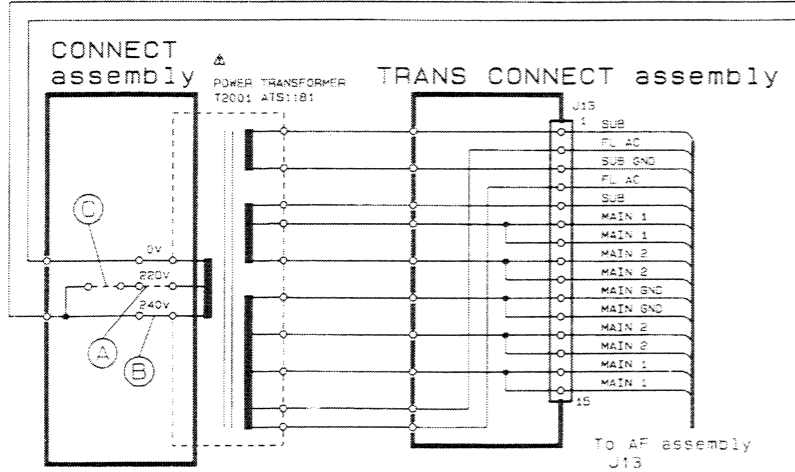 CONNECT
assembly
⚠
POWER TRANSFORMER
T2001 ATS1181
TRANS CONNECT assembly
J13
1
SUB
FL AC
SUB GND
FL AC
SUB
MAIN 1
MAIN 1
MAIN 2
MAIN 2
MAIN GND
MAIN GND
MAIN 2
MAIN 2
MAIN 1
MAIN 1
15
C
0V
220V
240V
A
B
To AF assembly
J13